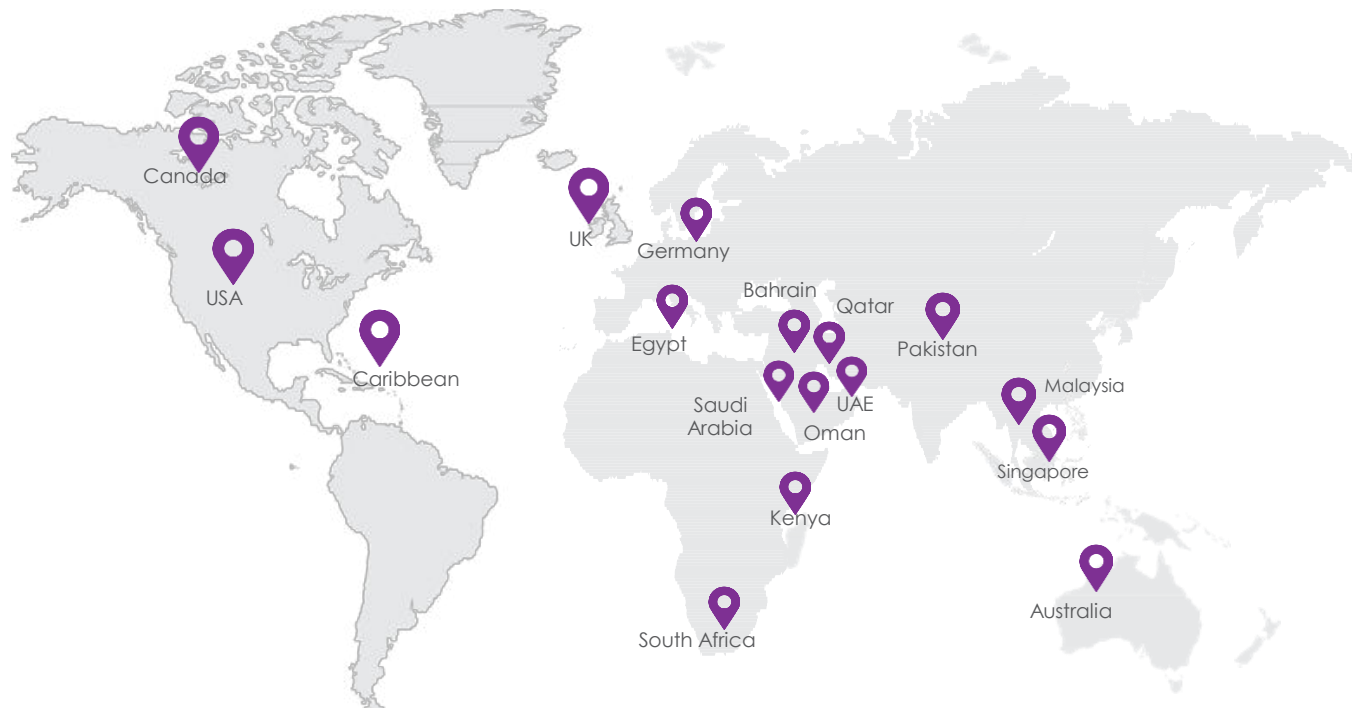 Canada
UK
Germany
USA
Bahrain
Qatar
Egypt
Pakistan
Caribbean
Malaysia
Saudi
Arabia
UAE
Oman
Singapore
Kenya
Australia
South Africa